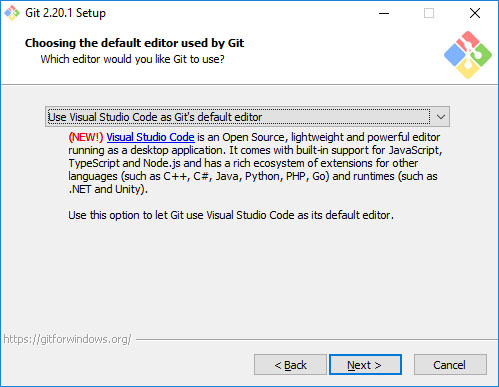 Git 2.20.1 Setup
Choosing the default editor used by Git
Which editor would you like Git to use?
Use Visual Studio Code as Git's default editor
(NEW!) Visual Studio Code is an Open Source, lightweight and powerful editor
running as a desktop application. It comes with built-in support for JavaScript,
TypeScript and Node.js and has a rich ecosystem of extensions for other
languages (such as C++, C#, Java, Python, PHP, Go) and runtimes (such as
.NET and Unity).
Use this option to let Git use Visual Studio Code as its default editor.
https://gitforwindows.org/
< Back
Next >
Cancel